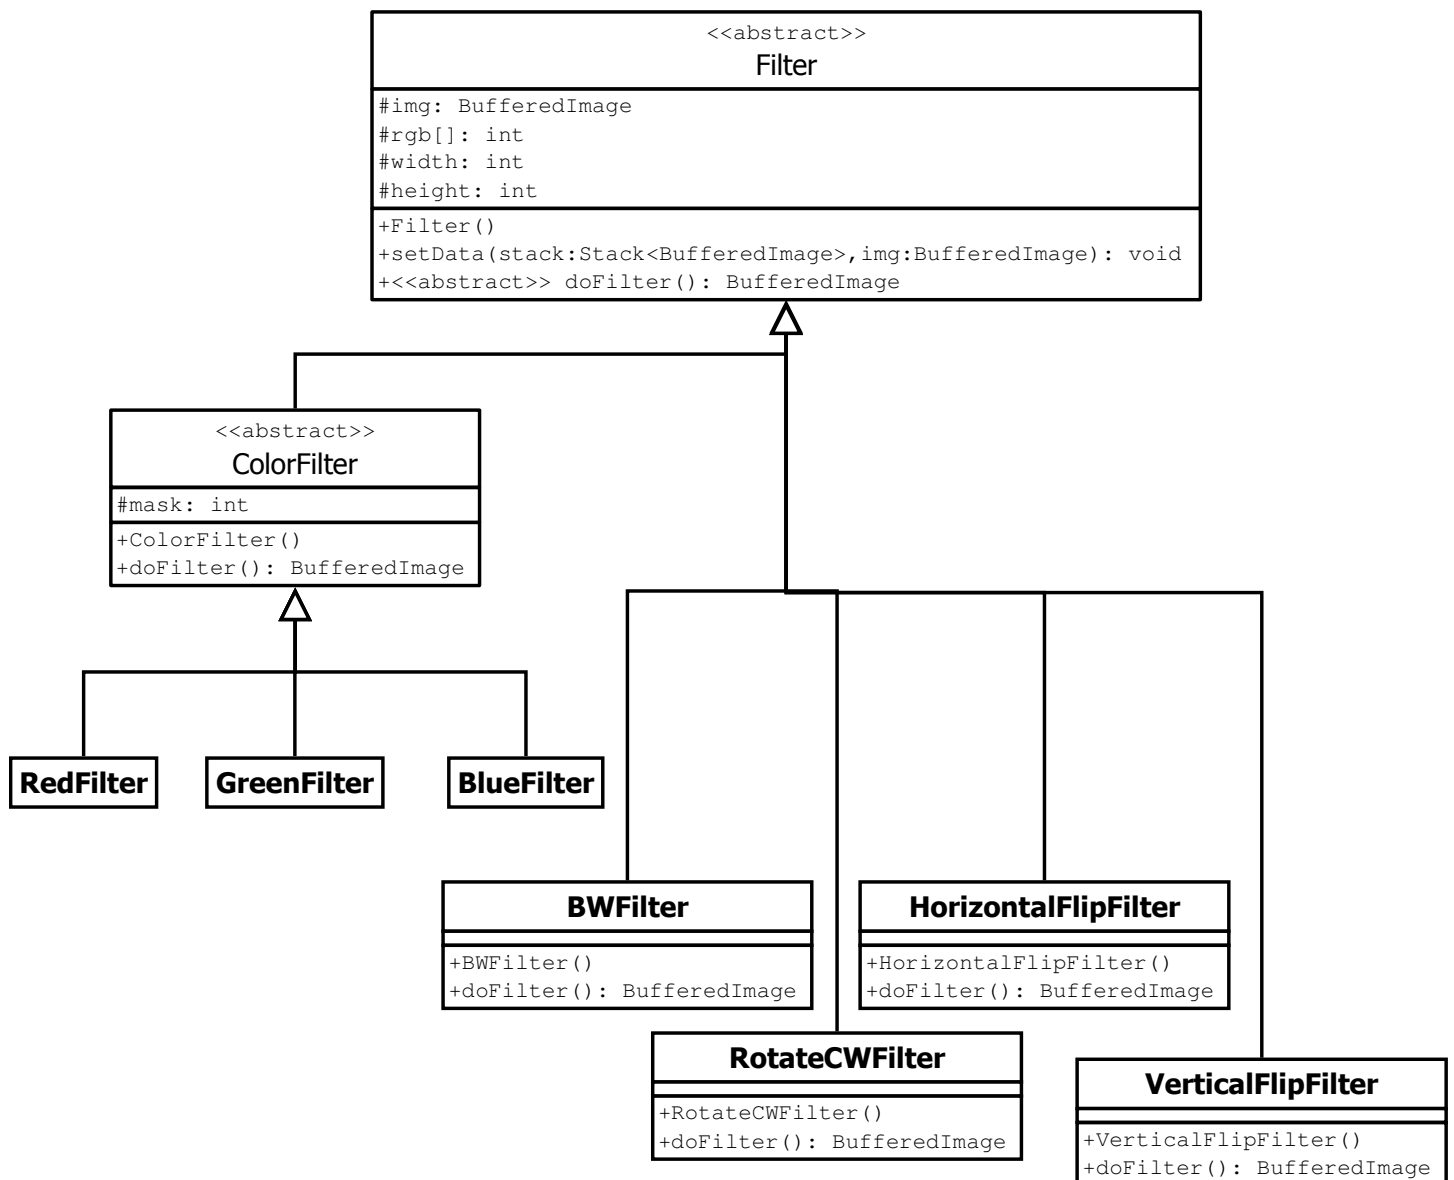 <<abstract>>
Filter
#img: BufferedImage
#rgb[]: int
#width: int
#height: int
+Filter()
+setData(stack:Stack<BufferedImage>,img:BufferedImage): void
+<<abstract>> doFilter(): BufferedImage
<<abstract>>
ColorFilter
#mask: int
+ColorFilter()
+doFilter(): BufferedImage
RedFilter
GreenFilter
BlueFilter
BWFilter
+BWFilter()
+doFilter(): BufferedImage
HorizontalFlipFilter
+HorizontalFlipFilter()
+doFilter(): BufferedImage
RotateCWFilter
+RotateCWFilter()
+doFilter(): BufferedImage
VerticalFlipFilter
+VerticalFlipFilter()
+doFilter(): BufferedImage